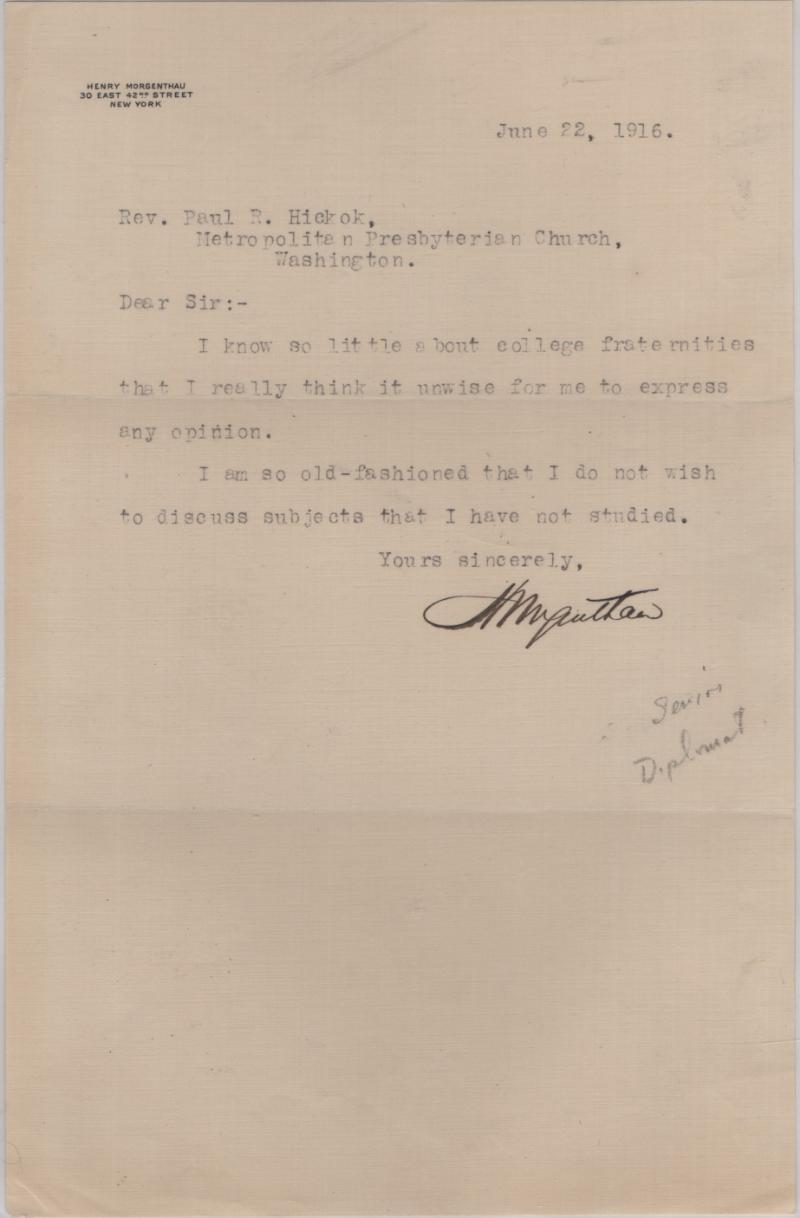 HENRY MORGENTHAU
30 EAST 42ND STREET
NEW YORK
June 22, 1916.
Rev. Paul R. Hickok,
Metropolitan Presbyterian Church,
Washington.
Dear Sir:-
I know so little about college fraternities
that I really think it unwise for me to express
any opinion.
I am so old-fashioned that I do not wish
to discuss subjects that I have not studied.
Yours sincerely,
HMorgenthau
Senior
Diplomat